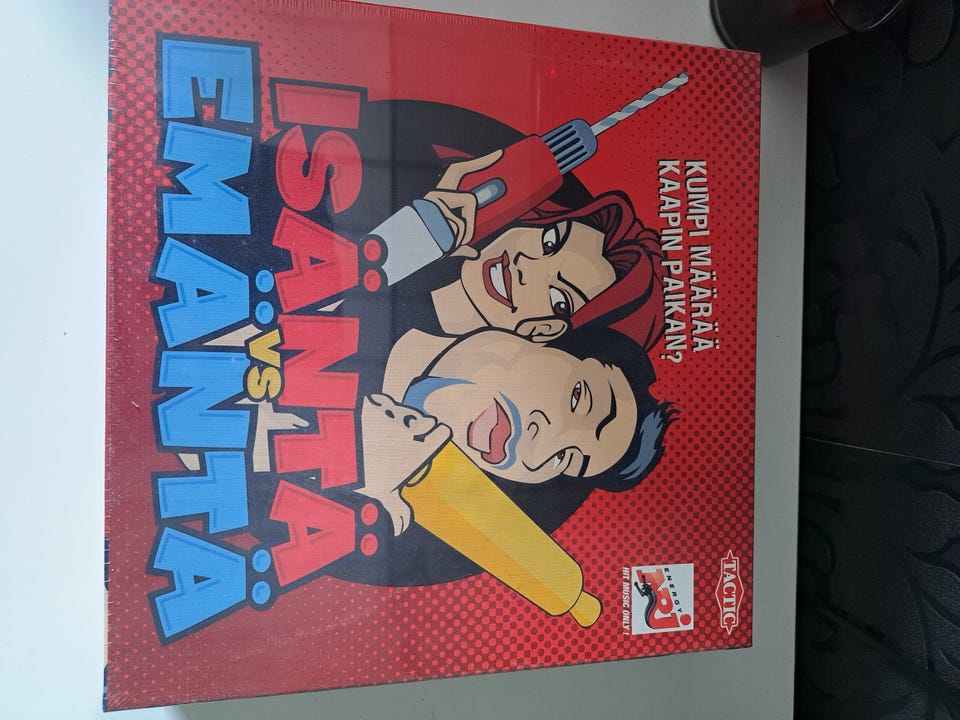 TACTIC
KUMPI MÄÄRÄÄ
KAAPIN PAIKAN?
ENERGY
NRJ
HIT MUSIC ONLY!
ISÄNTÄ
VS
EMÄNTÄ